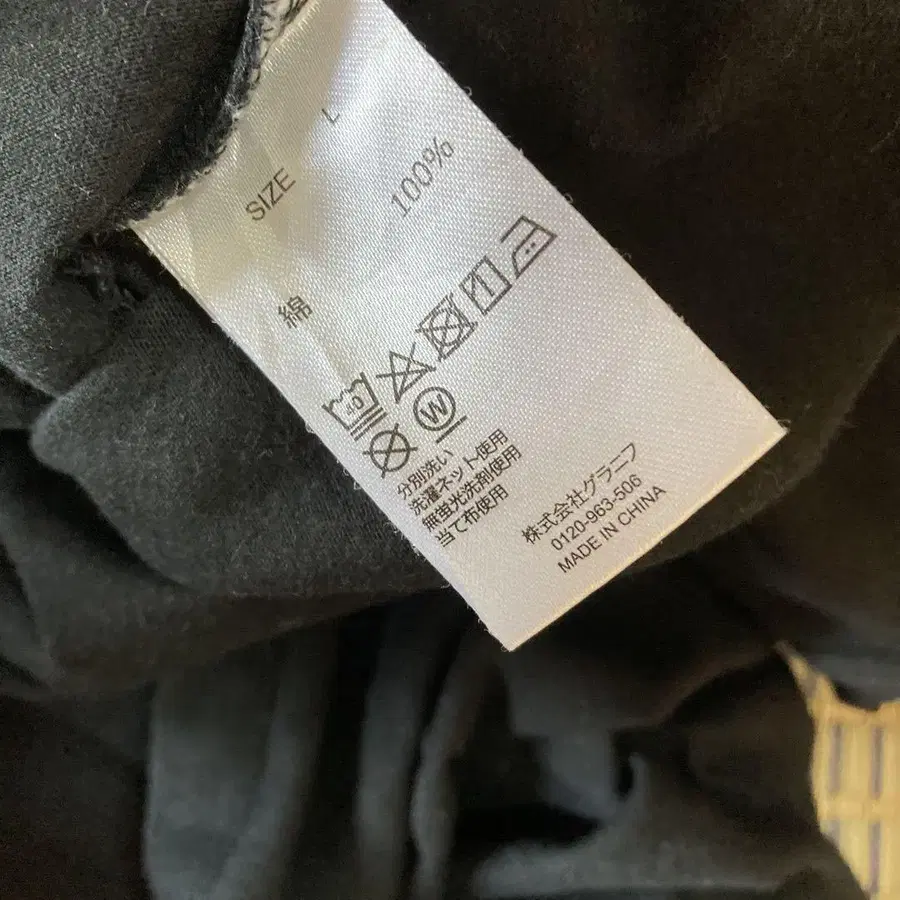 SIZE L
綿 100%
40
W
分別洗い
洗濯ネット使用
無蛍光洗剤使用
当て布使用
株式会社グラニフ
0120-963-506
MADE IN CHINA